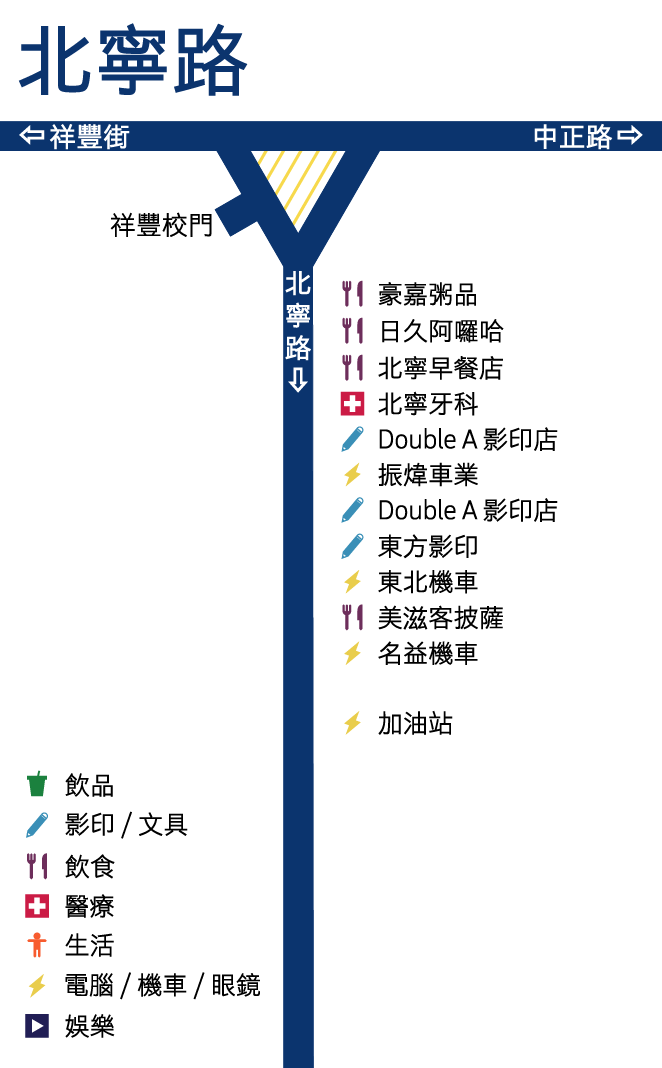 北寧路
祥豐街
中正路
祥豐校門
北寧路
豪嘉粥品
日久阿囉哈
北寧早餐店
北寧牙科
Double A 影印店
振煒車業
Double A 影印店
東方影印
東北機車
美滋客披薩
名益機車
加油站
飲品
影印 / 文具
飲食
醫療
生活
電腦 / 機車 / 眼鏡
娛樂